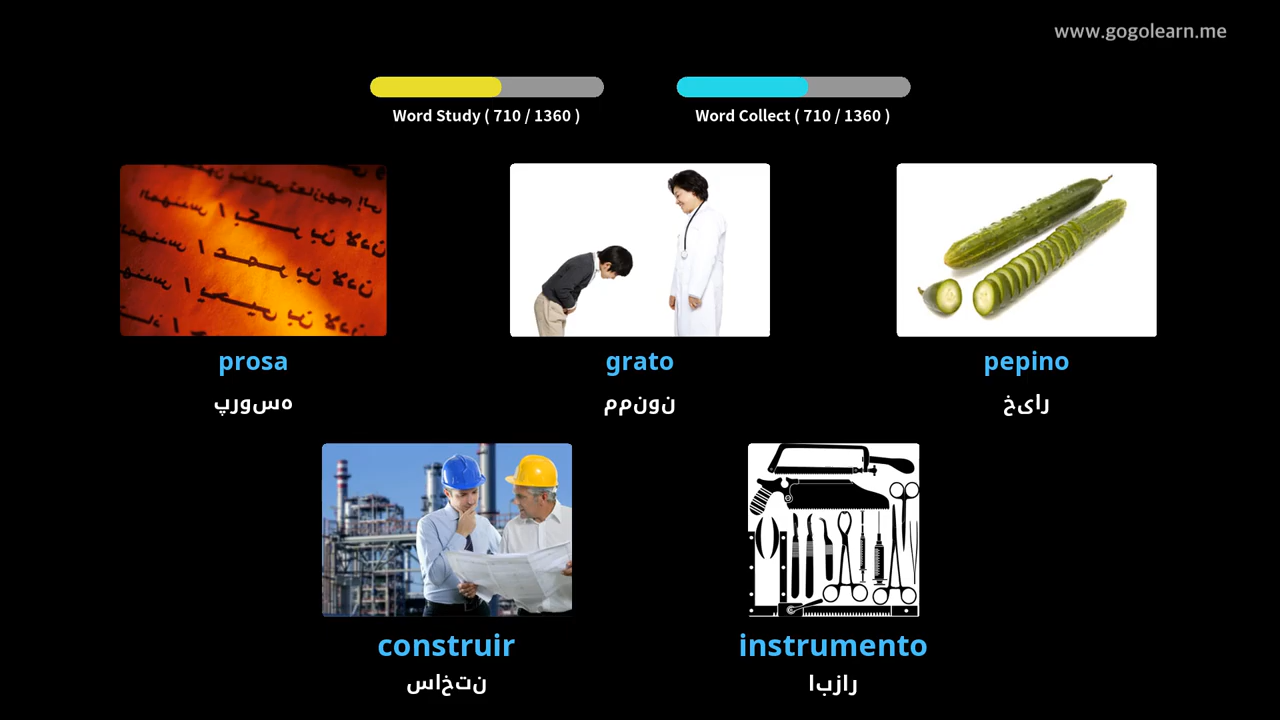 www.gogolearn.me
Word Study ( 710 / 1360 )
Word Collect ( 710 / 1360 )
prosa
پروسه
grato
ممنون
pepino
خیار
construir
ساختن
instrumento
ابزار